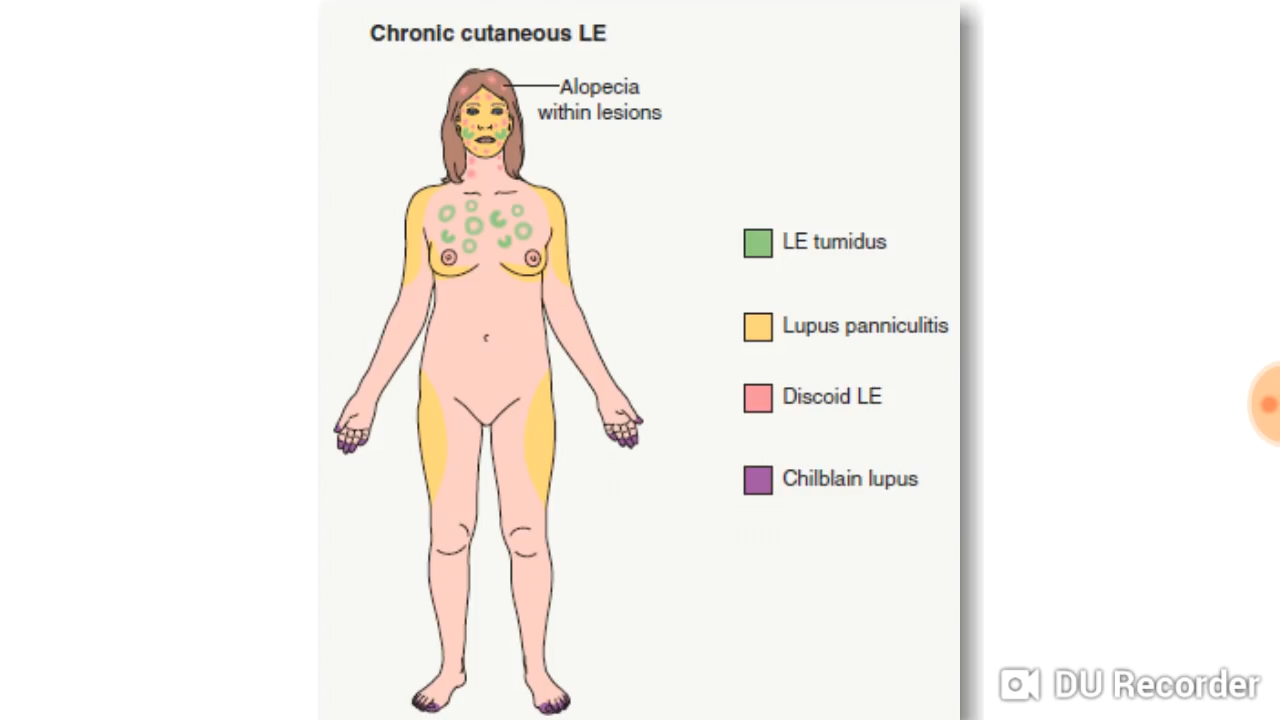 Chronic cutaneous LE
Alopecia
within lesions
LE tumidus
Lupus panniculitis
Discoid LE
Chilblain lupus
DU Recorder